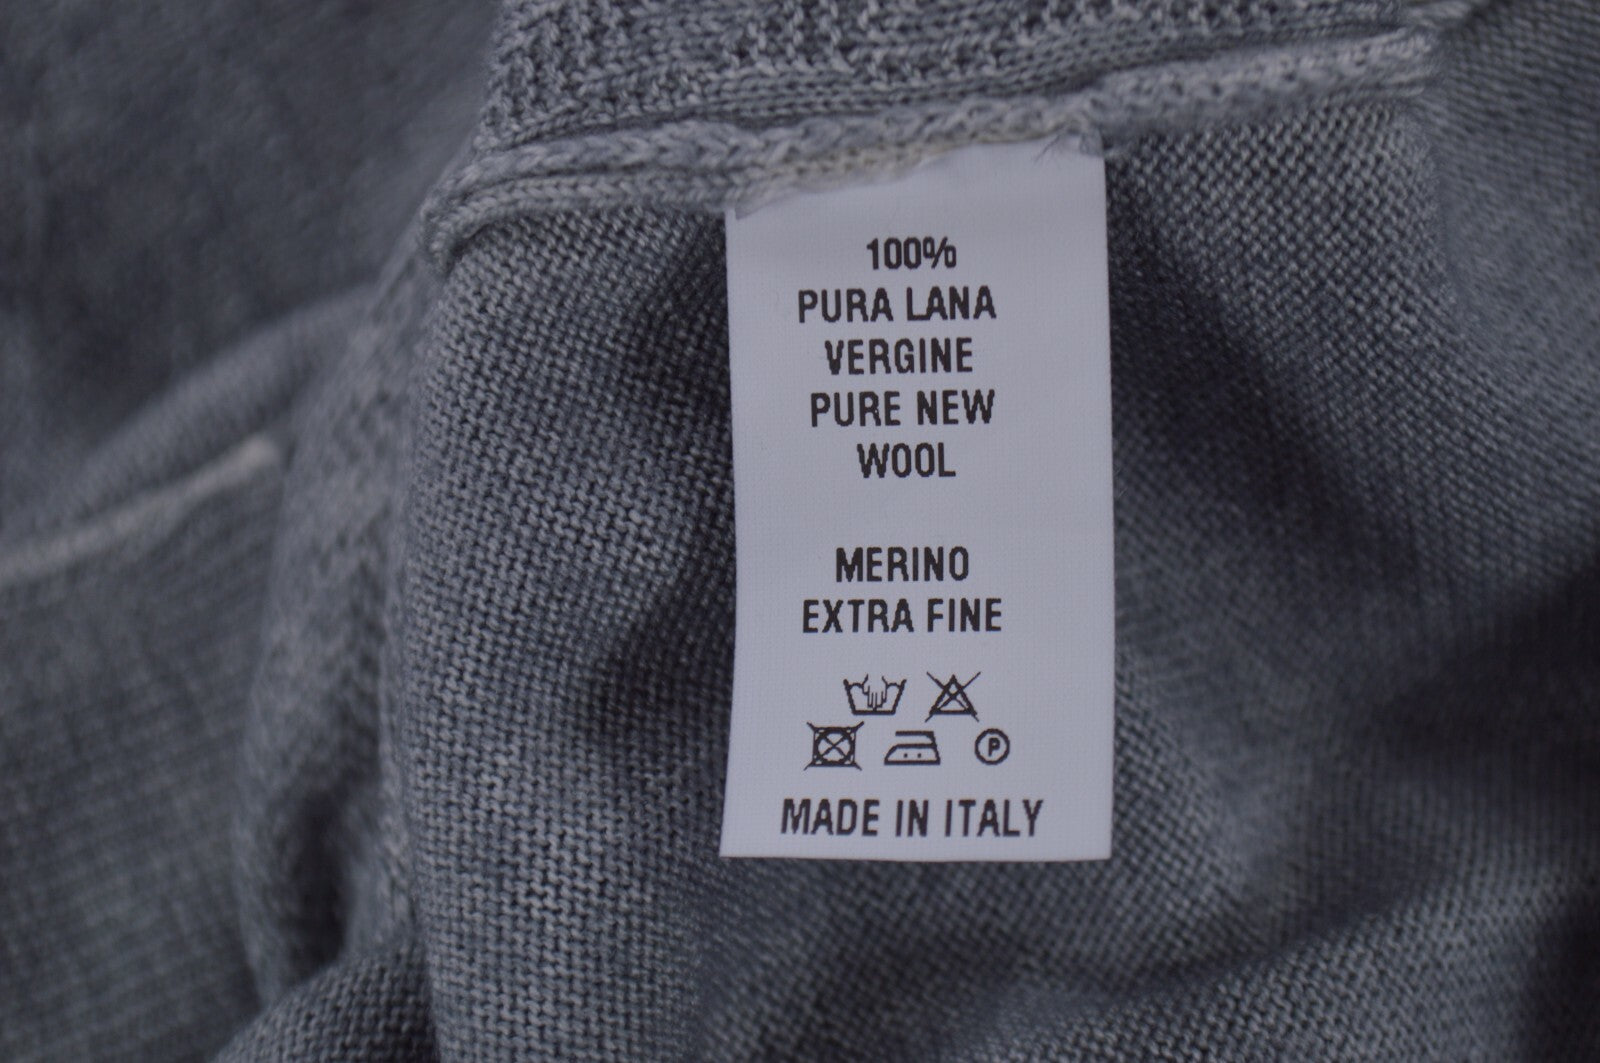 100%
PURA LANA
VERGINE
PURE NEW
WOOL
MERINO
EXTRA FINE
P
MADE IN ITALY